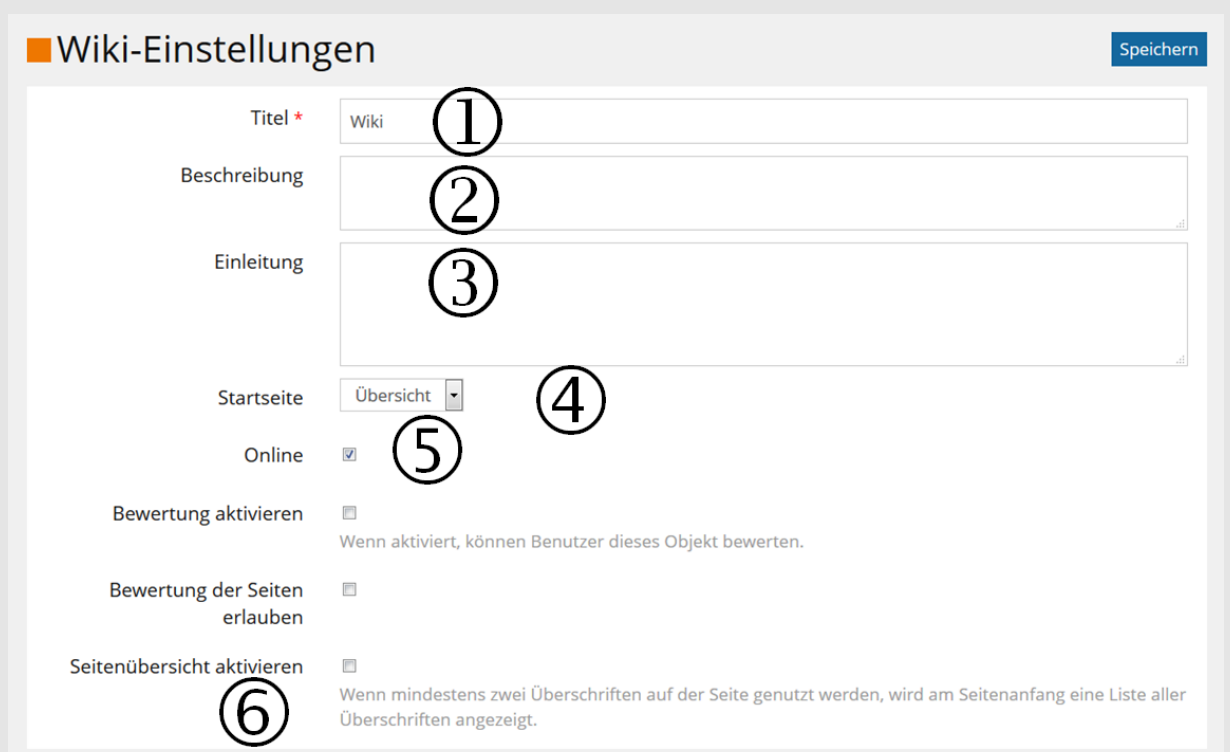 Wiki-Einstellungen
Speichern
Titel *
Wiki
①
Beschreibung
②
Einleitung
③
Startseite
Übersicht
④
Online
⑤
Bewertung aktivieren
Wenn aktiviert, können Benutzer dieses Objekt bewerten.
Bewertung der Seiten
erlauben
Seitenübersicht aktivieren
⑥
Wenn mindestens zwei Überschriften auf der Seite genutzt werden, wird am Seitenanfang eine Liste aller
Überschriften angezeigt.